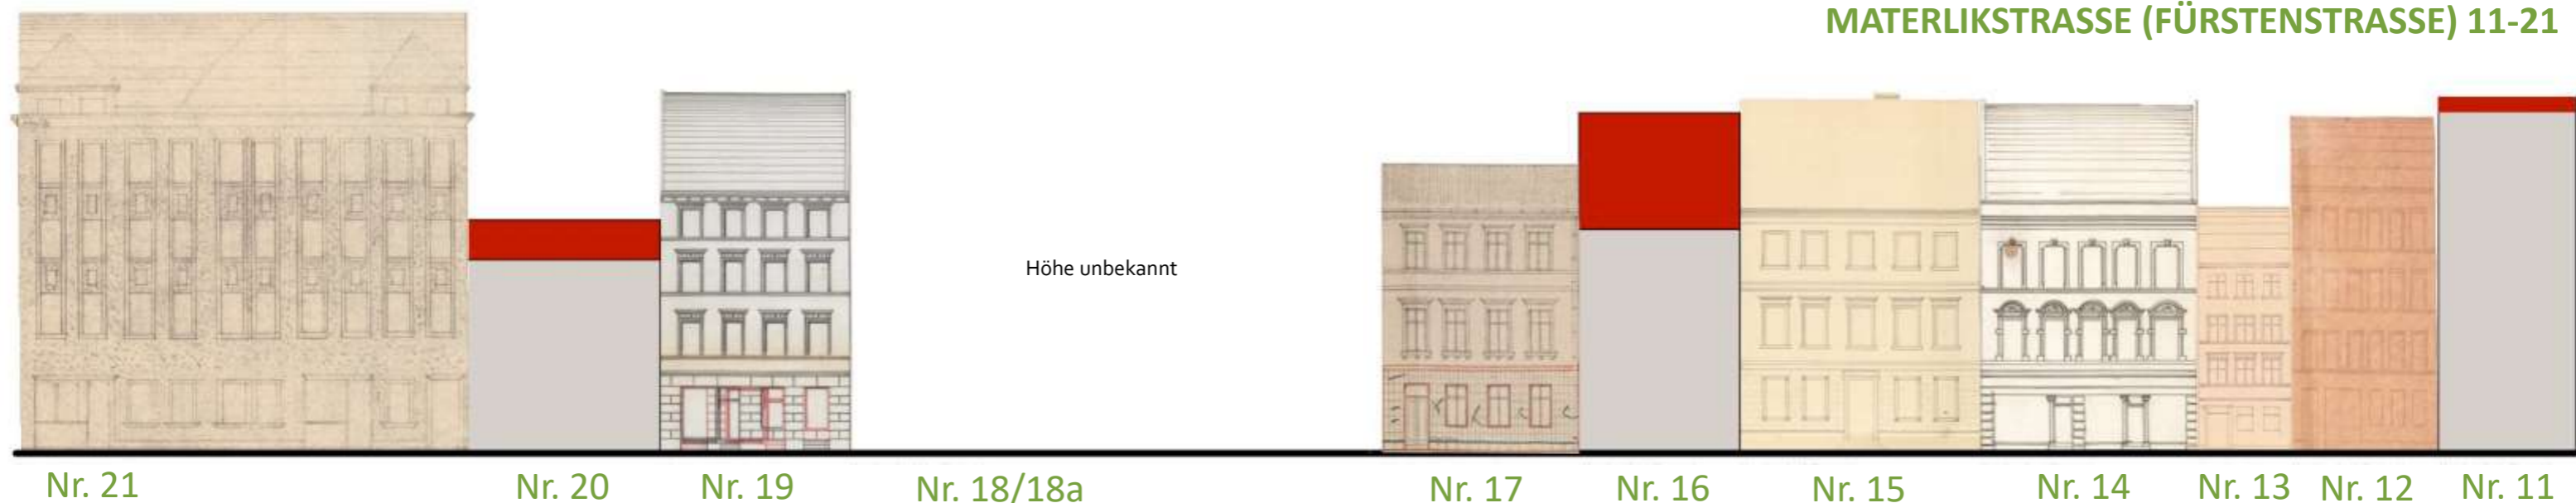 MATERLIKSTRASSE (FÜRSTENSTRASSE) 11-21
Höhe unbekannt
Nr. 21
Nr. 20
Nr. 19
Nr. 18/18a
Nr. 17
Nr. 16
Nr. 15
Nr. 14
Nr. 13
Nr. 12
Nr. 11